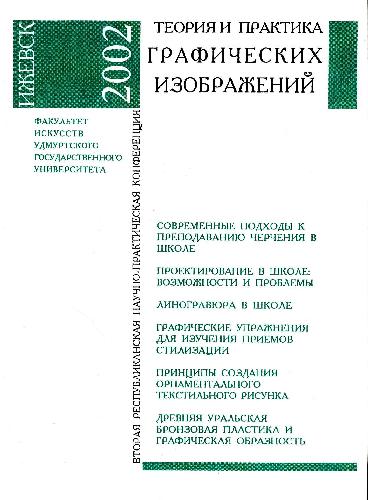 ИЖЕВСК
2002
ТЕОРИЯ И ПРАКТИКА
ГРАФИЧЕСКИХ
ИЗОБРАЖЕНИЙ
ФАКУЛЬТЕТ
ИСКУССТВ
УДМУРТСКОГО
ГОСУДАРСТВЕННОГО
УНИВЕРСИТЕТА
ВТОРАЯ РЕСПУБЛИКАНСКАЯ НАУЧНО-ПРАКТИЧЕСКАЯ КОНФЕРЕНЦИЯ
СОВРЕМЕННЫЕ ПОДХОДЫ К
ПРЕПОДАВАНИЮ ЧЕРЧЕНИЯ В
ШКОЛЕ
ПРОЕКТИРОВАНИЕ В ШКОЛЕ:
ВОЗМОЖНОСТИ И ПРОБЛЕМЫ
ЛИНОГРАВЮРА В ШКОЛЕ
ГРАФИЧЕСКИЕ УПРАЖНЕНИЯ
ДЛЯ ИЗУЧЕНИЯ ПРИЕМОВ
СТИЛИЗАЦИИ
ПРИНЦИПЫ СОЗДАНИЯ
ОРНАМЕНТАЛЬНОГО
ТЕКСТИЛЬНОГО РИСУНКА
ДРЕВНЯЯ УРАЛЬСКАЯ
БРОНЗОВАЯ ПЛАСТИКА И
ГРАФИЧЕСКАЯ ОБРАЗНОСТЬ